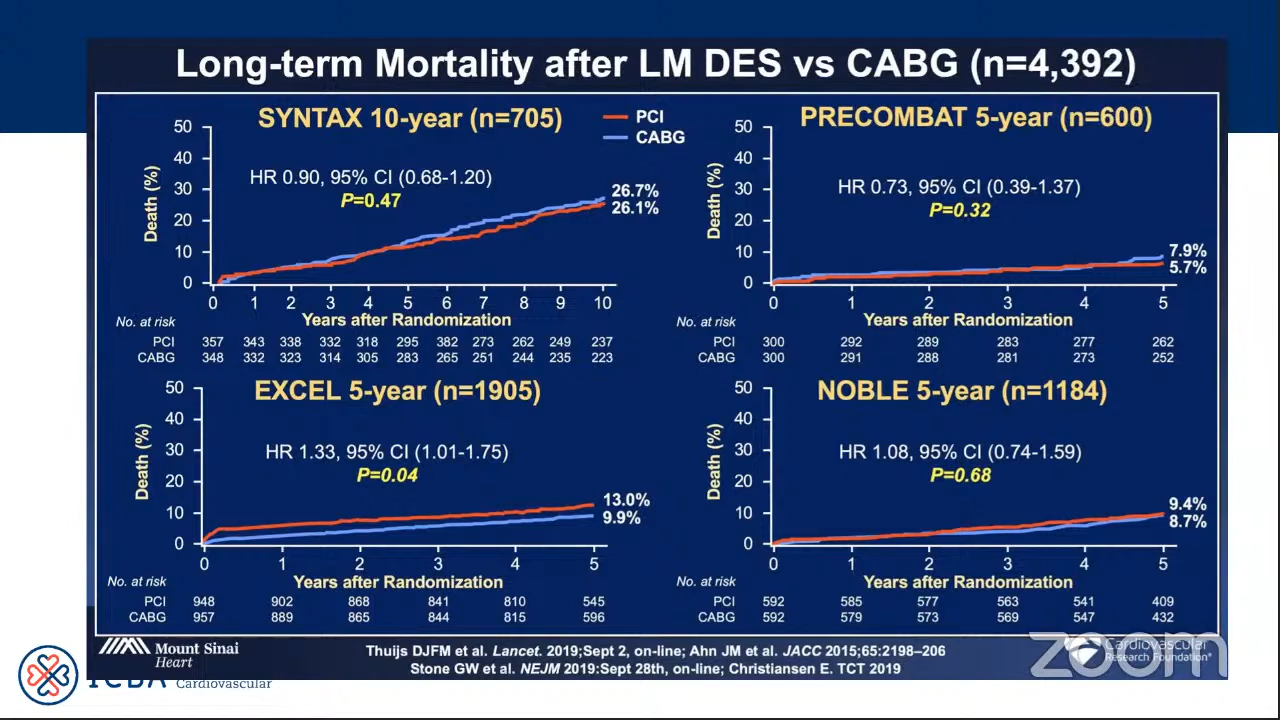 Long-term Mortality after LM DES vs CABG (n=4,392)
SYNTAX 10-year (n=705)
PCI
CABG
50
40
30
20
10
0
Death (%)
HR 0.90, 95% CI (0.68-1.20)
P=0.47
26.7%
26.1%
0 1 2 3 4 5 6 7 8 9 10
Years after Randomization
No. at risk
PCI 357 343 338 332 318 295 382 273 262 249 237
CABG 348 332 323 314 305 283 265 251 244 235 223
PRECOMBAT 5-year (n=600)
50
40
30
20
10
0
Death (%)
HR 0.73, 95% CI (0.39-1.37)
P=0.32
7.9%
5.7%
0 1 2 3 4 5
Years after Randomization
No. at risk
PCI 300 292 289 283 277 262
CABG 300 291 288 281 273 252
EXCEL 5-year (n=1905)
50
40
30
20
10
0
Death (%)
HR 1.33, 95% CI (1.01-1.75)
P=0.04
13.0%
9.9%
0 1 2 3 4 5
Years after Randomization
No. at risk
PCI 948 902 868 841 810 545
CABG 957 889 865 844 815 596
NOBLE 5-year (n=1184)
50
40
30
20
10
0
Death (%)
HR 1.08, 95% CI (0.74-1.59)
P=0.68
9.4%
8.7%
0 1 2 3 4 5
Years after Randomization
No. at risk
PCI 592 585 577 563 541 409
CABG 592 579 573 569 547 432
Mount Sinai
Heart
Thuijs DJFM et al. Lancet. 2019;Sept 2, on-line; Ahn JM et al. JACC 2015;65:2198–206
Stone GW et al. NEJM 2019:Sept 28th, on-line; Christiansen E. TCT 2019
Cardiovascular
Research Foundation®
zoom
Cardiovascular